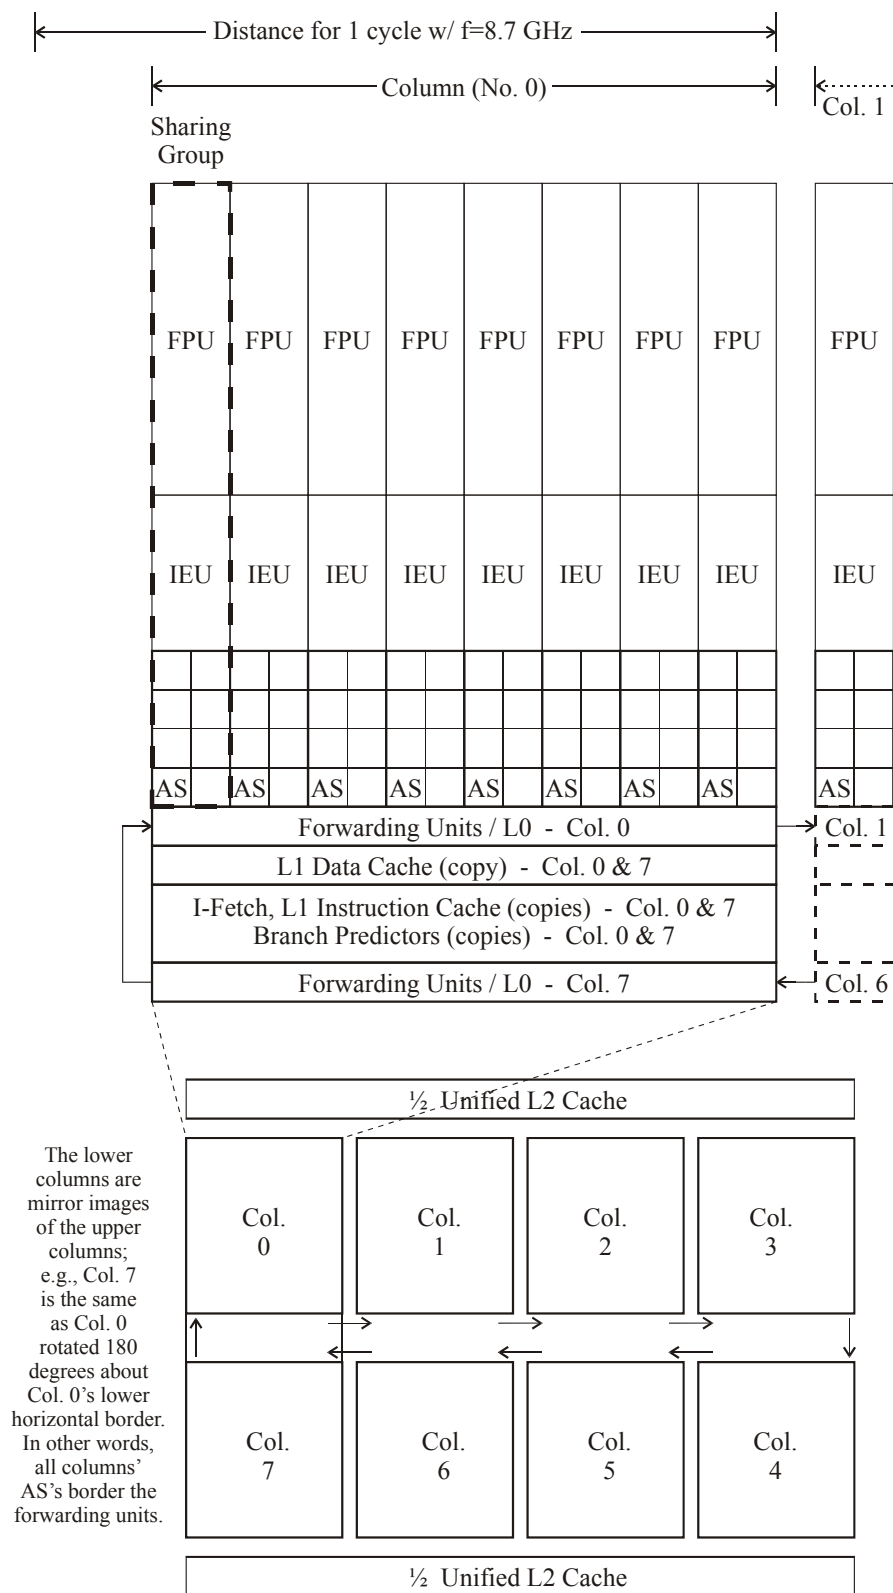 Distance for 1 cycle w/ f=8.7 GHz
Column (No. 0)
Col. 1
Sharing
Group
FPU FPU FPU FPU FPU FPU FPU FPU FPU
IEU IEU IEU IEU IEU IEU IEU IEU IEU
AS AS AS AS AS AS AS AS AS
Forwarding Units / L0 - Col. 0
Col. 1
L1 Data Cache (copy) - Col. 0 & 7
I-Fetch, L1 Instruction Cache (copies) - Col. 0 & 7
Branch Predictors (copies) - Col. 0 & 7
Forwarding Units / L0 - Col. 7
Col. 6
½ Unified L2 Cache
The lower
columns are
mirror images
of the upper
columns;
e.g., Col. 7
is the same
as Col. 0
rotated 180
degrees about
Col. 0’s lower
horizontal border.
In other words,
all columns’
AS’s border the
forwarding units.
Col.
0
Col.
1
Col.
2
Col.
3
Col.
7
Col.
6
Col.
5
Col.
4
½ Unified L2 Cache